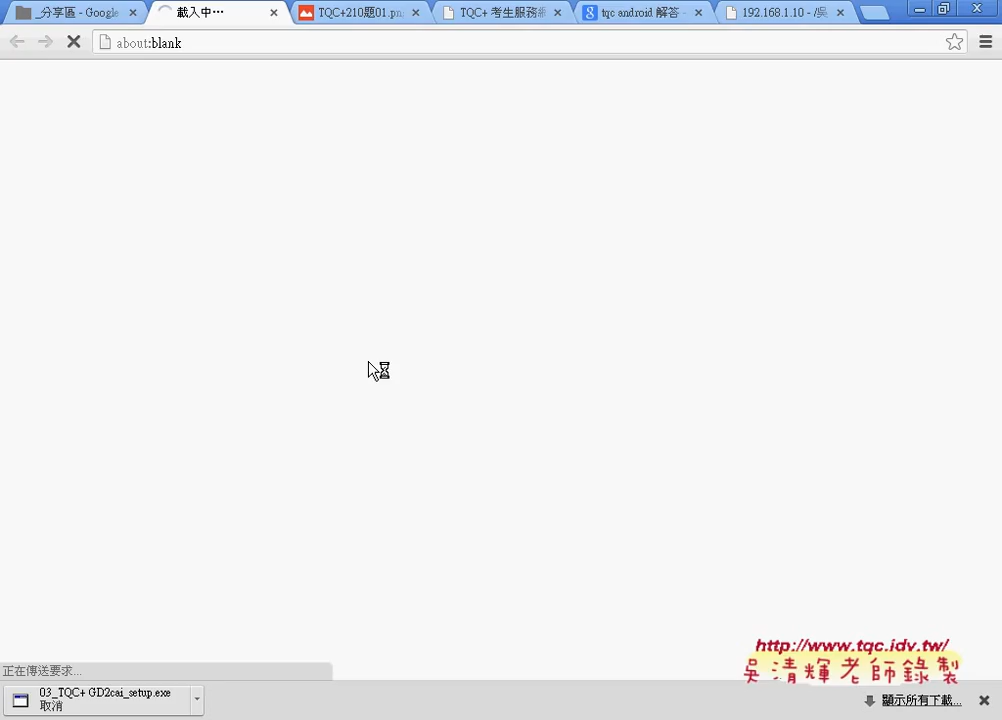 _分享區 - Google
載入中…
TQC+210題01.pn
TQC+ 考生服務網
tqc android 解答 -
192.168.1.10 - /吳
about:blank
正在傳送要求...
http://www.tqc.idv.tw/
吳清輝老師錄製
03_TQC+ GD2cai_setup.exe
取消
顯示所有下載...